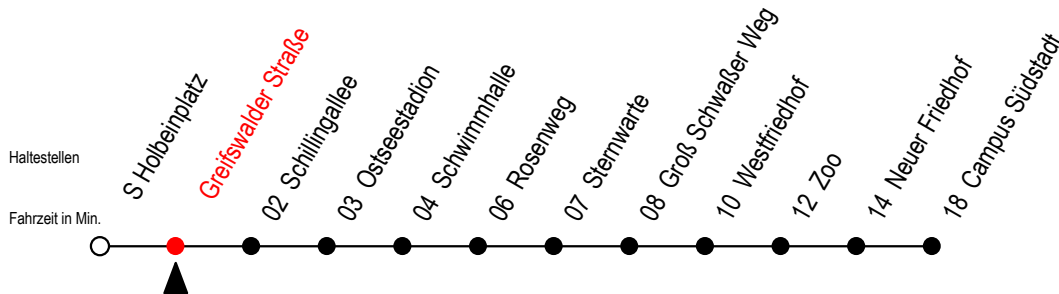 Haltestellen
Fahrzeit in Min.
S Holbeinplatz
Greifswalder Straße
02 Schillingallee
03 Ostseestadion
04 Schwimmhalle
06 Rosenweg
07 Sternwarte
08 Groß Schwaßer Weg
10 Westfriedhof
12 Zoo
14 Neuer Friedhof
18 Campus Südstadt